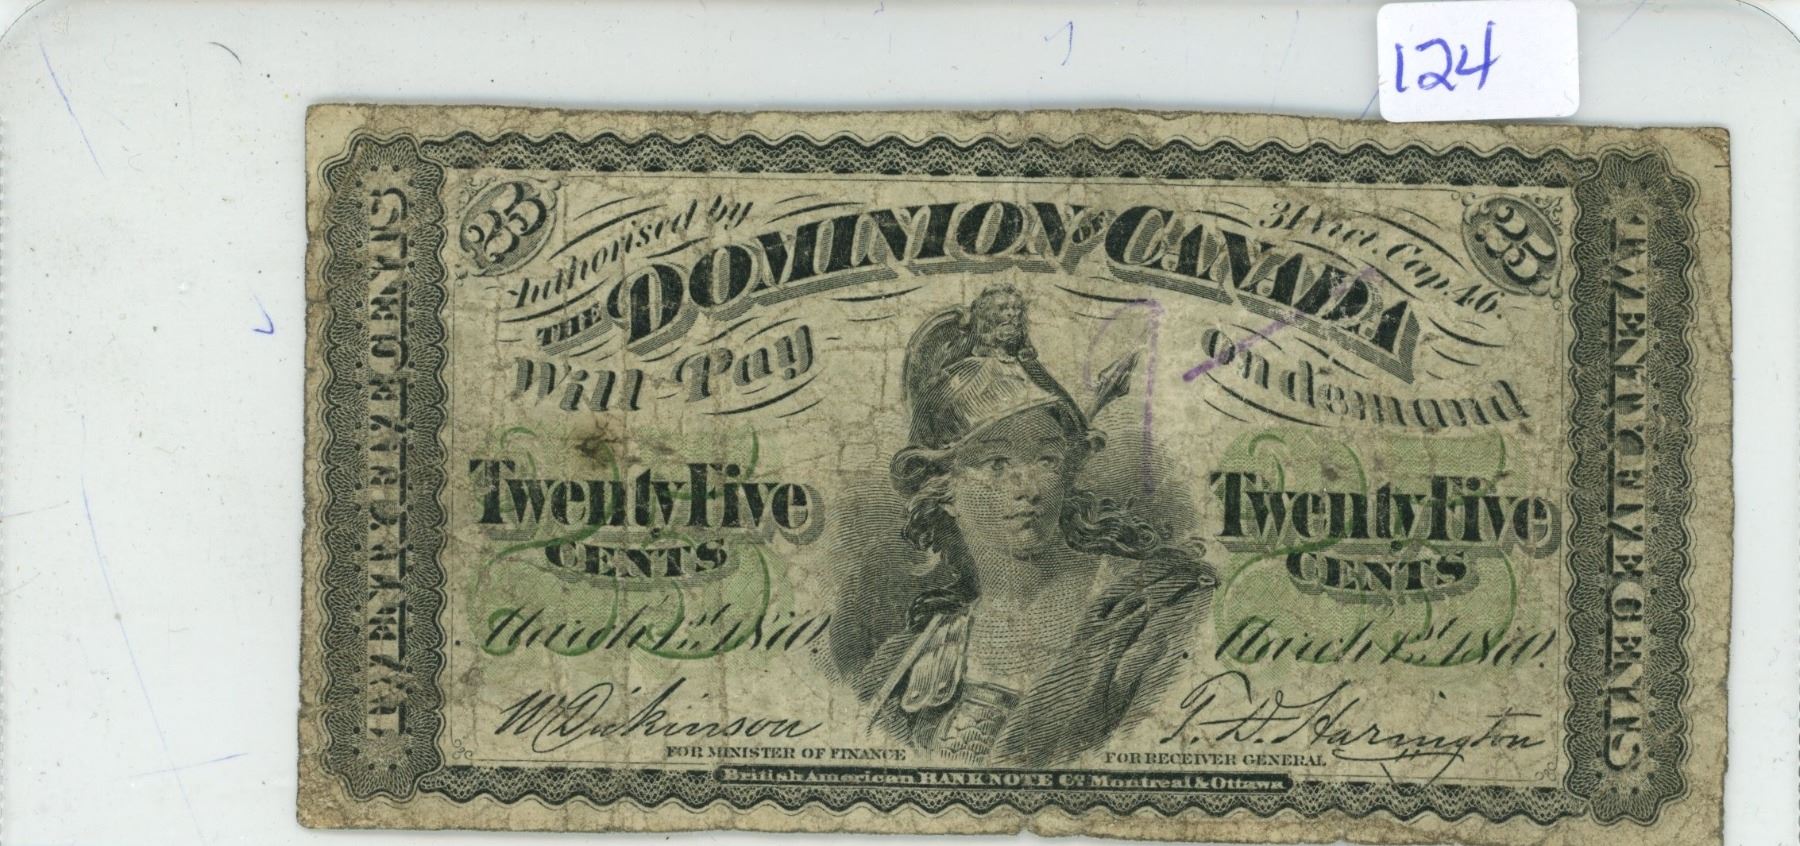 124
25
Authorised by
31 Vict. Cap. 46.
25
THE DOMINION OF CANADA
Will Pay
on demand
TWENTY FIVE CENTS
TWENTY FIVE CENTS
25
25
Twenty Five
CENTS
Twenty Five
CENTS
March 1st, 1870.
March 1st, 1870.
W Dickinson
FOR MINISTER OF FINANCE
T. D. Harington
FOR RECEIVER GENERAL
British American BANK NOTE Co. Montreal & Ottawa